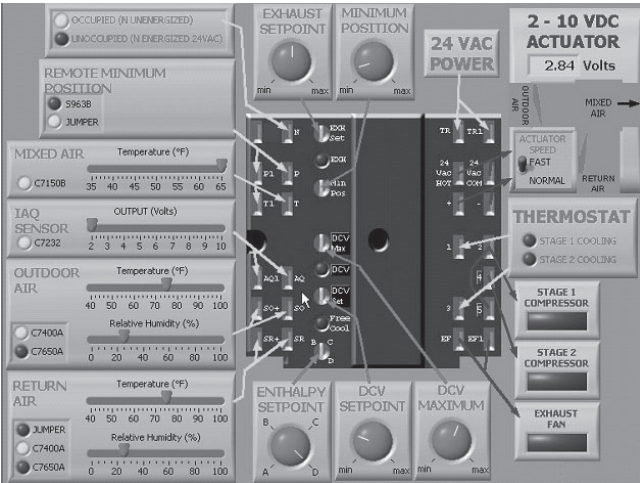 OCCUPIED (N UNENERGIZED)
UNOCCUPIED (N ENERGIZED 24VAC)
REMOTE MINIMUM
POSITION
S963B
JUMPER
MIXED AIR
Temperature (°F)
C7150B
35 40 45 50 55 60 65
IAQ
SENSOR
OUTPUT (Volts)
C7232
2 3 4 5 6 7 8 9 10
OUTDOOR
AIR
Temperature (°F)
40 50 60 70 80 90 100
Relative Humidity (%)
C7400A
C7650A
0 20 40 60 80 100
RETURN
AIR
Temperature (°F)
40 50 60 70 80 90 100
JUMPER
C7400A
C7650A
Relative Humidity (%)
0 20 40 60 80 100
EXHAUST
SETPOINT
min max
MINIMUM
POSITION
min max
24 VAC
POWER
2 - 10 VDC
ACTUATOR
2.84 Volts
OUTDOOR
AIR
MIXED
AIR
RETURN
AIR
ACTUATOR
SPEED
FAST
NORMAL
THERMOSTAT
STAGE 1 COOLING
STAGE 2 COOLING
STAGE 1
COMPRESSOR
STAGE 2
COMPRESSOR
EXHAUST
FAN
N
P1 P
T1 T
AQ1 AQ
SO+ SO
SR+ SR
EXH
Set
EXH
Min
Pos
DCV
Max
DCV
DCV
Set
Free
Cool
B C
D
TR TR1
24
Vac
HOT
24
Vac
COM
+ -
1 2
4
3 5
EF EF1
ENTHALPY
SETPOINT
B C
A D
DCV
SETPOINT
min max
DCV
MAXIMUM
min max